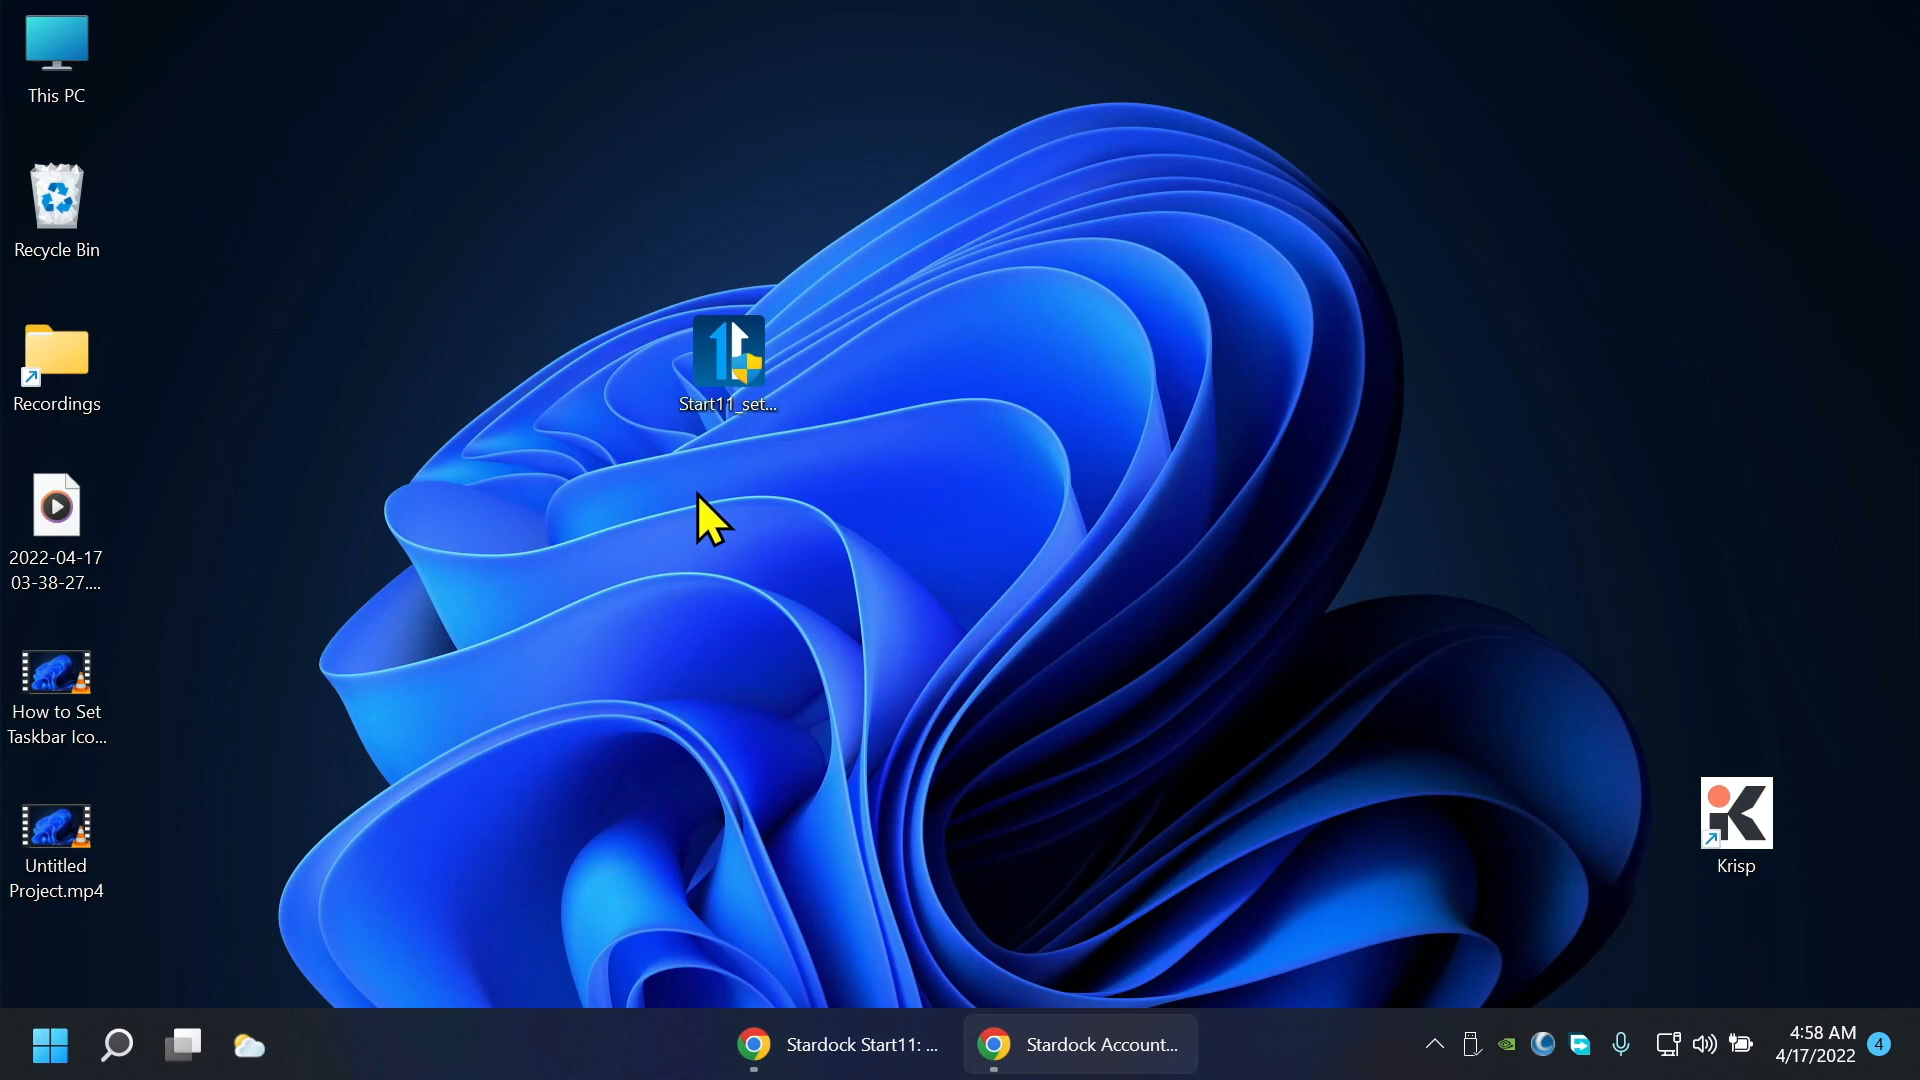 This PC
Recycle Bin
Recordings
2022-04-17
03-38-27....
How to Set
Taskbar Ico...
Untitled
Project.mp4
Start11_set...
Krisp
Stardock Start11: ...
Stardock Account...
4:58 AM
4/17/2022
4